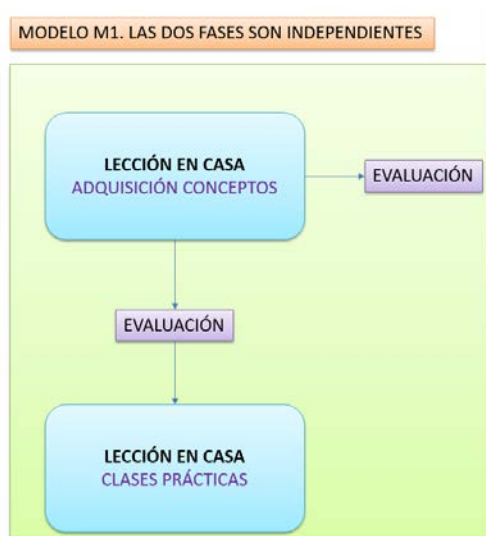 MODELO M1. LAS DOS FASES SON INDEPENDIENTES
LECCIÓN EN CASA
ADQUISICIÓN CONCEPTOS
EVALUACIÓN
EVALUACIÓN
LECCIÓN EN CASA
CLASES PRÁCTICAS